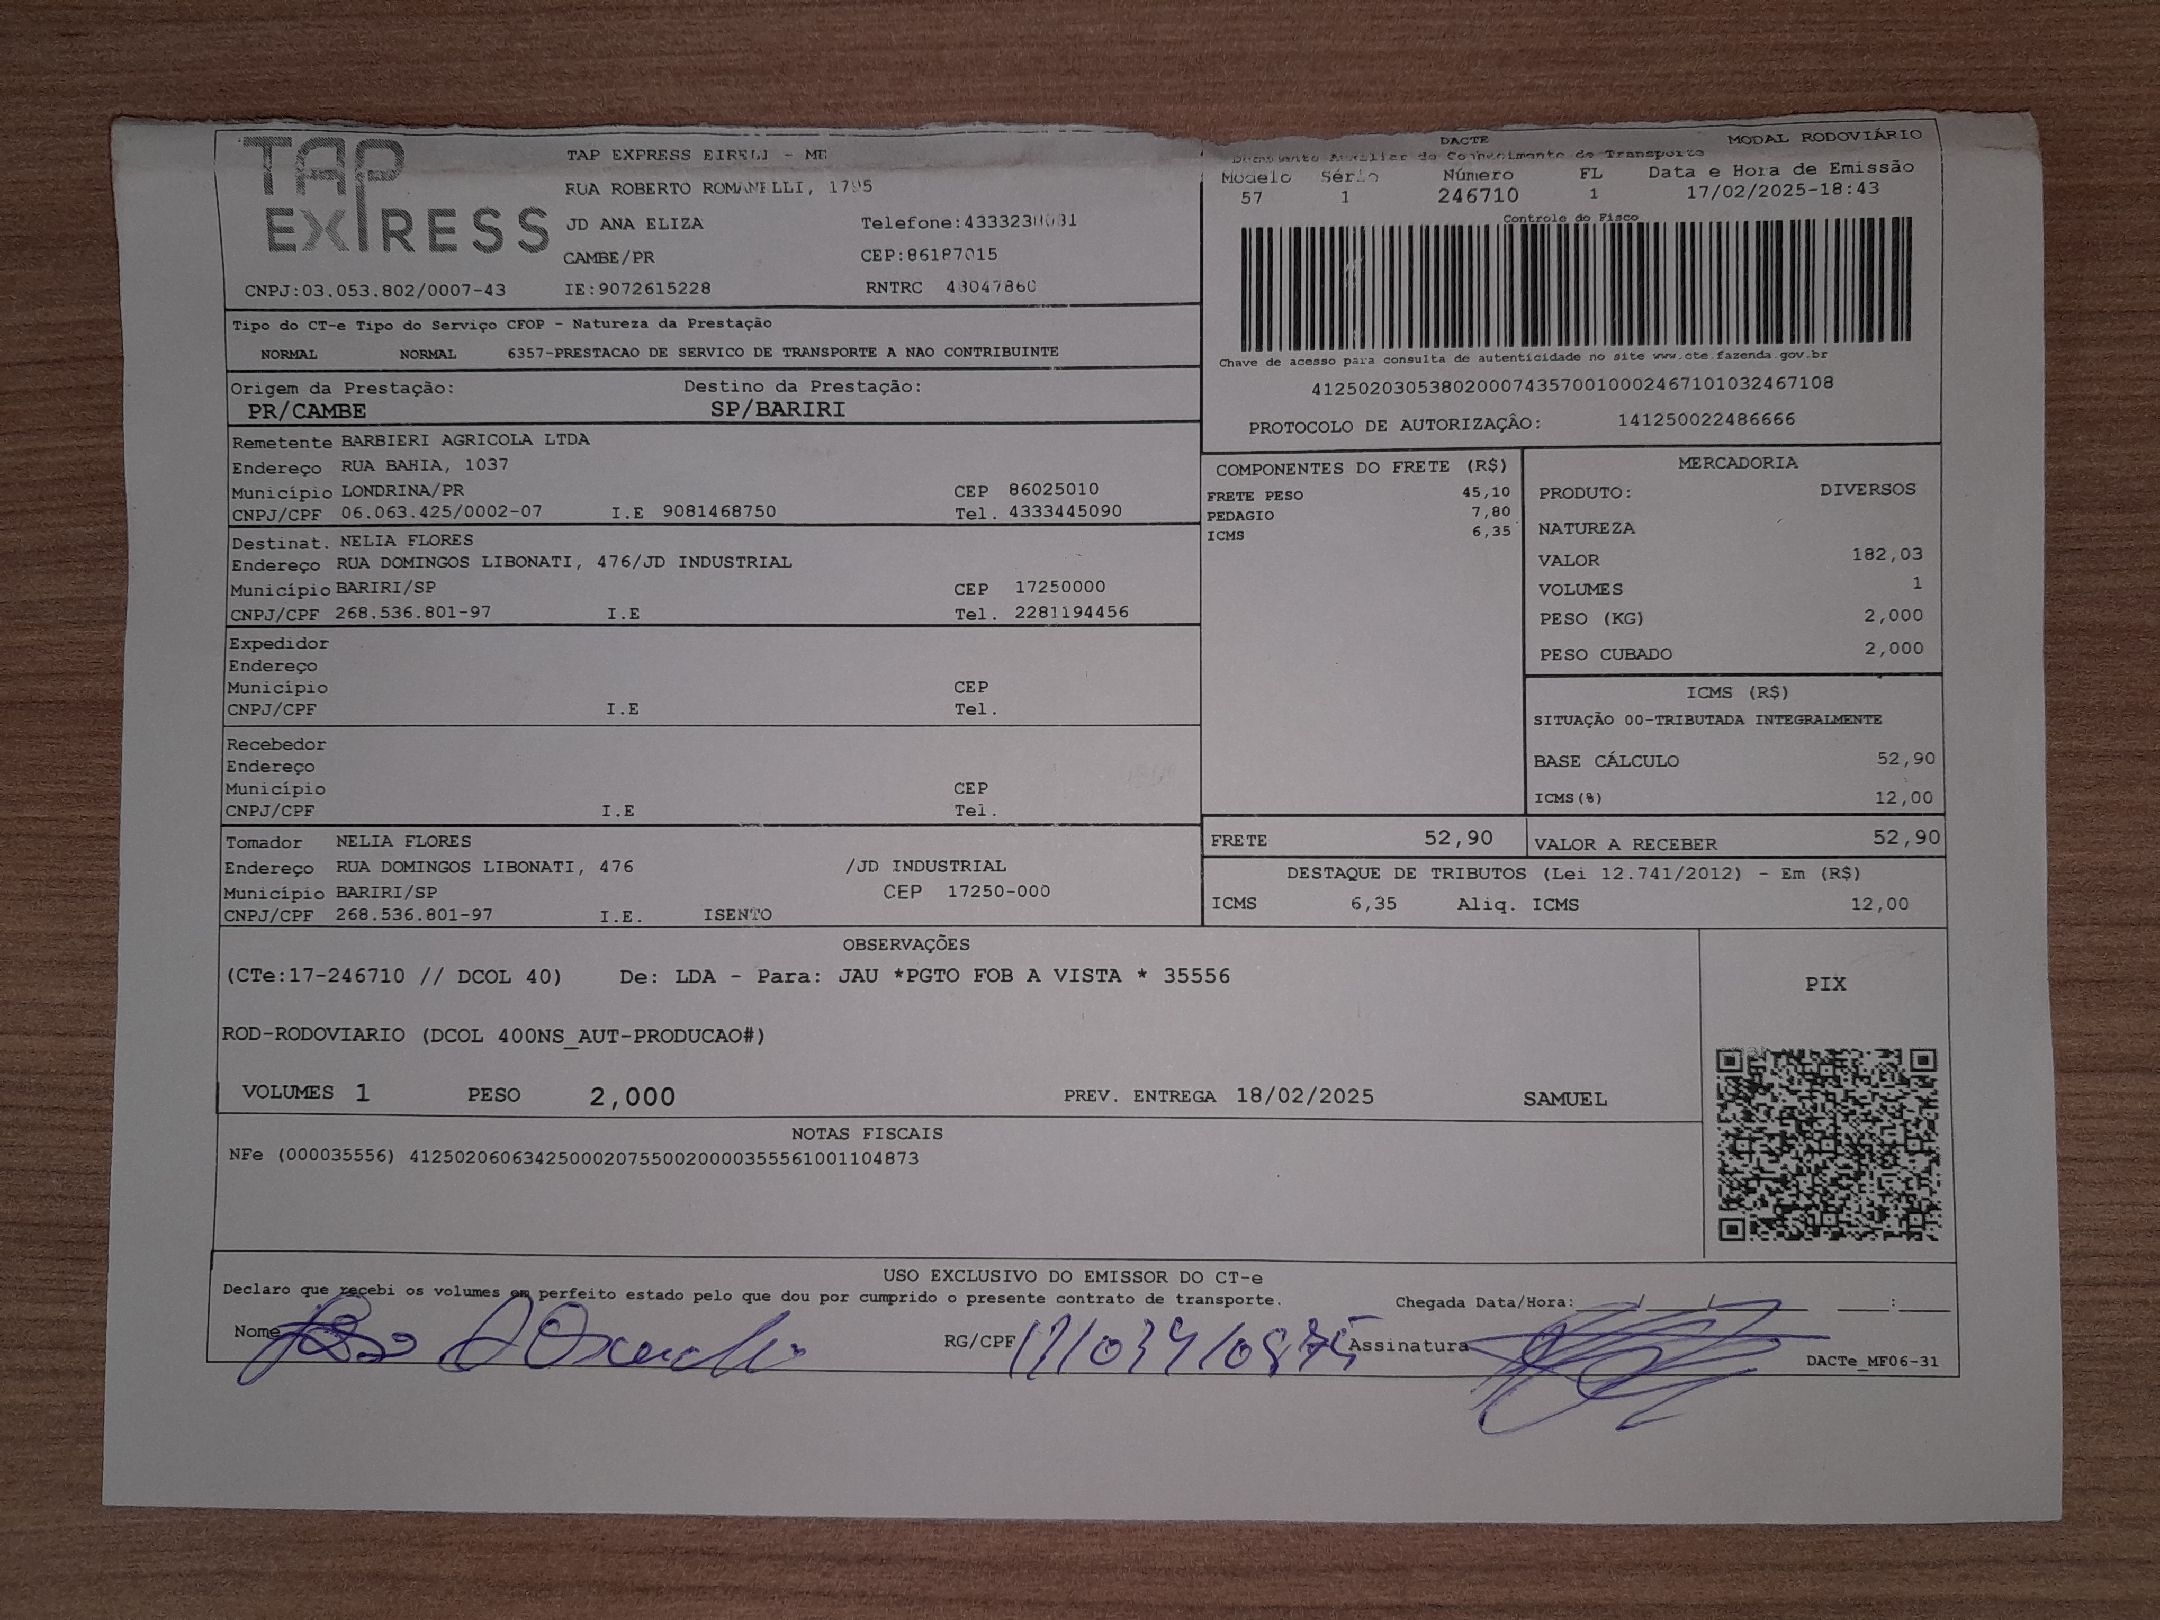 TAP EXPRESS
TAP EXPRESS EIRELI - ME
RUA ROBERTO ROMANELLI, 1795
JD ANA ELIZA
CAMBE/PR CEP:86187015
CNPJ:03.053.802/0007-43 IE:9072615228 RNTRC 48047860
DACTE MODAL RODOVIÁRIO
Documento Auxiliar do Conhecimento de Transporte
Modelo Série Número FL Data e Hora de Emissão
57 1 246710 1 17/02/2025-18:43
Controle do Fisco
Chave de acesso para consulta de autenticidade no site www.cte.fazenda.gov.br
41250203053802000743570010002467101032467108
PROTOCOLO DE AUTORIZAÇÃO: 141250022486666
Tipo do CT-e Tipo do Serviço CFOP - Natureza da Prestação
NORMAL NORMAL 6357-PRESTACAO DE SERVICO DE TRANSPORTE A NAO CONTRIBUINTE
Origem da Prestação: Destino da Prestação:
PR/CAMBE SP/BARIRI
Remetente BARBIERI AGRICOLA LTDA
Endereço RUA BAHIA, 1037
Município LONDRINA/PR CEP 86025010
CNPJ/CPF 06.063.425/0002-07 I.E 9081468750 Tel. 4333445090
Destinat. NELIA FLORES
Endereço RUA DOMINGOS LIBONATI, 476/JD INDUSTRIAL
Município BARIRI/SP CEP 17250000
CNPJ/CPF 268.536.801-97 I.E Tel. 2281194456
Expedidor
Endereço
Município CEP
CNPJ/CPF I.E Tel.
Recebedor
Endereço
Município CEP
CNPJ/CPF I.E Tel.
Tomador NELIA FLORES
Endereço RUA DOMINGOS LIBONATI, 476 /JD INDUSTRIAL
Município BARIRI/SP CEP 17250-000
CNPJ/CPF 268.536.801-97 I.E. ISENTO
COMPONENTES DO FRETE (R$)
FRETE PESO 45,10
PEDAGIO 7,80
ICMS 6,35
MERCADORIA
PRODUTO: DIVERSOS
NATUREZA
VALOR 182,03
VOLUMES 1
PESO (KG) 2,000
PESO CUBADO 2,000
ICMS (R$)
SITUAÇÃO 00-TRIBUTADA INTEGRALMENTE
BASE CÁLCULO 52,90
ICMS(%) 12,00
FRETE 52,90 VALOR A RECEBER 52,90
DESTAQUE DE TRIBUTOS (Lei 12.741/2012) - Em (R$)
ICMS 6,35 Aliq. ICMS 12,00
OBSERVAÇÕES
(CTe:17-246710 // DCOL 40) De: LDA - Para: JAU *PGTO FOB A VISTA * 35556
ROD-RODOVIARIO (DCOL 400NS_AUT-PRODUCAO#)
VOLUMES 1 PESO 2,000 PREV. ENTREGA 18/02/2025 SAMUEL
PIX
NOTAS FISCAIS
NFe (000035556) 41250206063425000207550020000355561001104873
USO EXCLUSIVO DO EMISSOR DO CT-e
Declaro que recebi os volumes em perfeito estado pelo que dou por cumprido o presente contrato de transporte. Chegada Data/Hora:____/____/____ ____:____
Nome RG/CPF Assinatura
DACTe_MF06-31